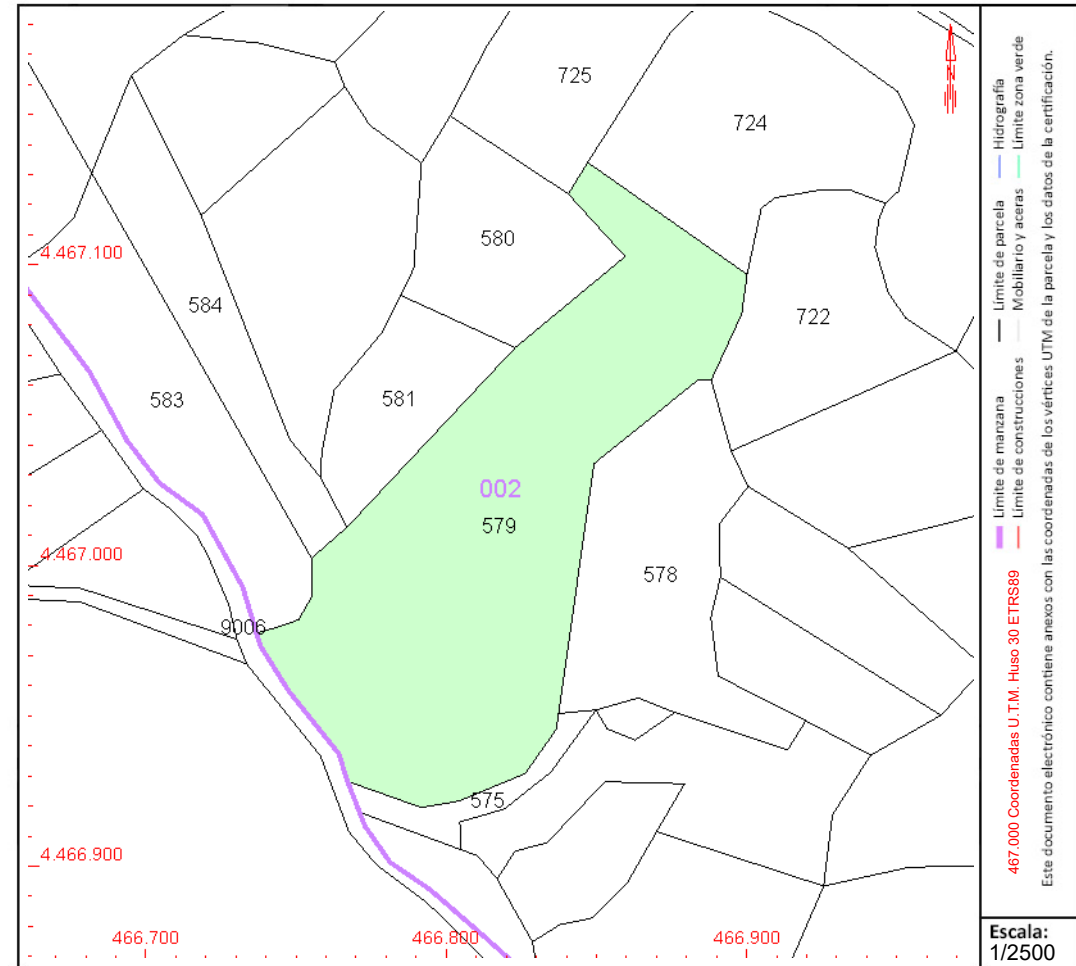 725
724
580
4.467.100
584
722
583
581
002
579
4.467.000
578
9006
575
4.466.900
466.700
466.800
466.900
N
Hidrografía
Límite zona verde
Límite de parcela
Mobiliario y aceras
Límite de manzana
Límite de construcciones
467.000 Coordenadas U.T.M. Huso 30 ETRS89
Este documento electrónico contiene anexos con las coordenadas de los vértices UTM de la parcela y los datos de la certificación.
Escala:
1/2500